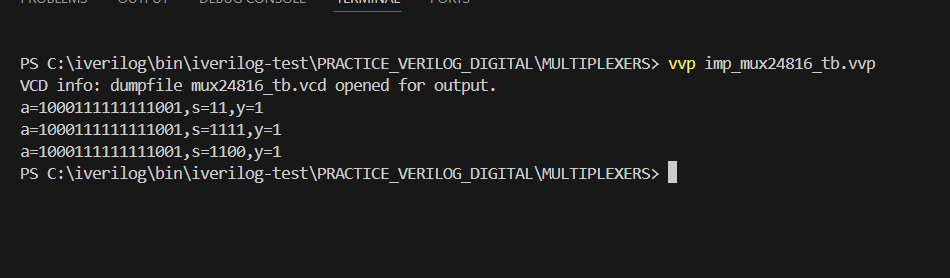 PROBLEMS OUTPUT DEBUG CONSOLE TERMINAL PORTS
PS C:\iverilog\bin\iverilog-test\PRACTICE_VERILOG_DIGITAL\MULTIPLEXERS> vvp imp_mux24816_tb.vvp
VCD info: dumpfile mux24816_tb.vcd opened for output.
a=1000111111111001,s=11,y=1
a=1000111111111001,s=1111,y=1
a=1000111111111001,s=1100,y=1
PS C:\iverilog\bin\iverilog-test\PRACTICE_VERILOG_DIGITAL\MULTIPLEXERS>